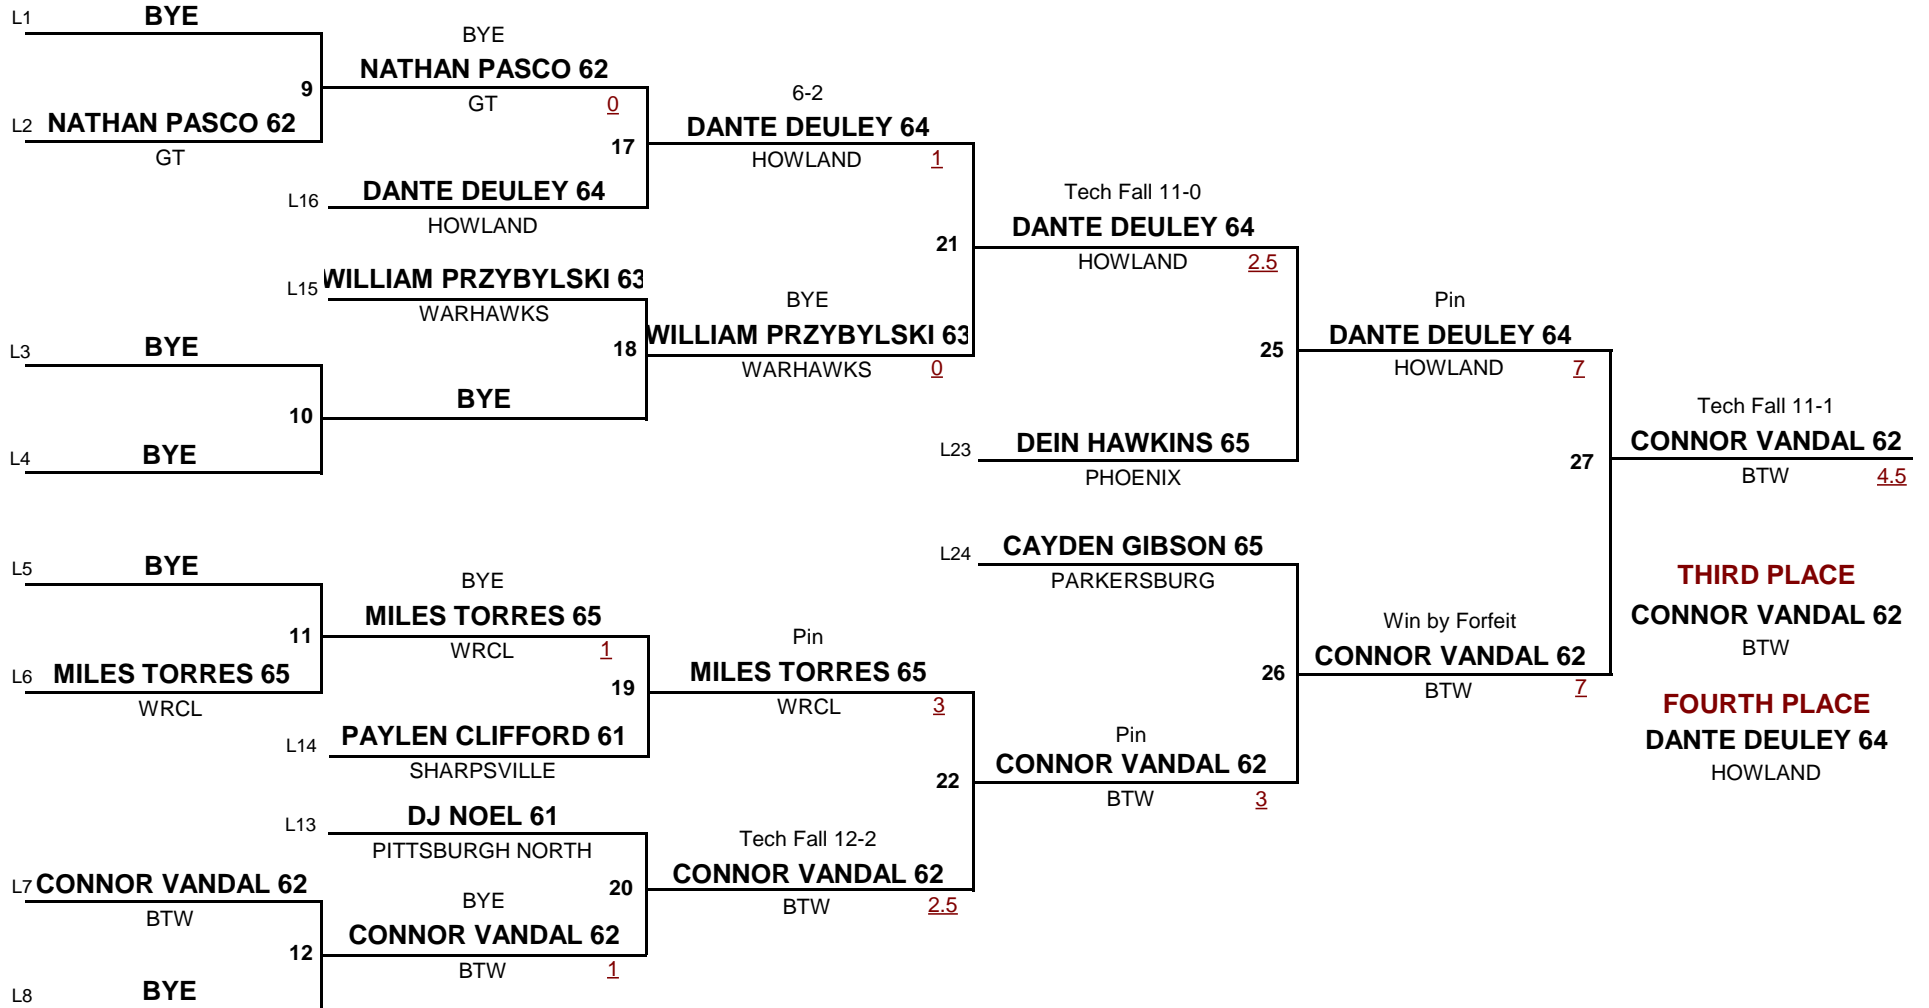 L1 BYE
BYE
NATHAN PASCO 62
9
GT 0
L2 NATHAN PASCO 62
GT
6-2
DANTE DEULEY 64
17
HOWLAND 1
L16 DANTE DEULEY 64
HOWLAND
Tech Fall 11-0
DANTE DEULEY 64
21
HOWLAND 2.5
L15 WILLIAM PRZYBYLSKI 63
WARHAWKS
BYE
WILLIAM PRZYBYLSKI 63
18
WARHAWKS 0
L3 BYE
10
BYE
L4 BYE
Pin
DANTE DEULEY 64
25
HOWLAND 7
L23 DEIN HAWKINS 65
PHOENIX
Tech Fall 11-1
CONNOR VANDAL 62
27
BTW 4.5
L24 CAYDEN GIBSON 65
PARKERSBURG
L5 BYE
BYE
MILES TORRES 65
11
WRCL 1
L6 MILES TORRES 65
WRCL
Pin
MILES TORRES 65
19
WRCL 3
L14 PAYLEN CLIFFORD 61
SHARPSVILLE
Win by Forfeit
CONNOR VANDAL 62
26
BTW 7
THIRD PLACE
CONNOR VANDAL 62
BTW
FOURTH PLACE
DANTE DEULEY 64
HOWLAND
Pin
CONNOR VANDAL 62
22
BTW 3
L13 DJ NOEL 61
PITTSBURGH NORTH
Tech Fall 12-2
CONNOR VANDAL 62
20
BTW 2.5
L7 CONNOR VANDAL 62
BTW
BYE
CONNOR VANDAL 62
12
BTW 1
L8 BYE